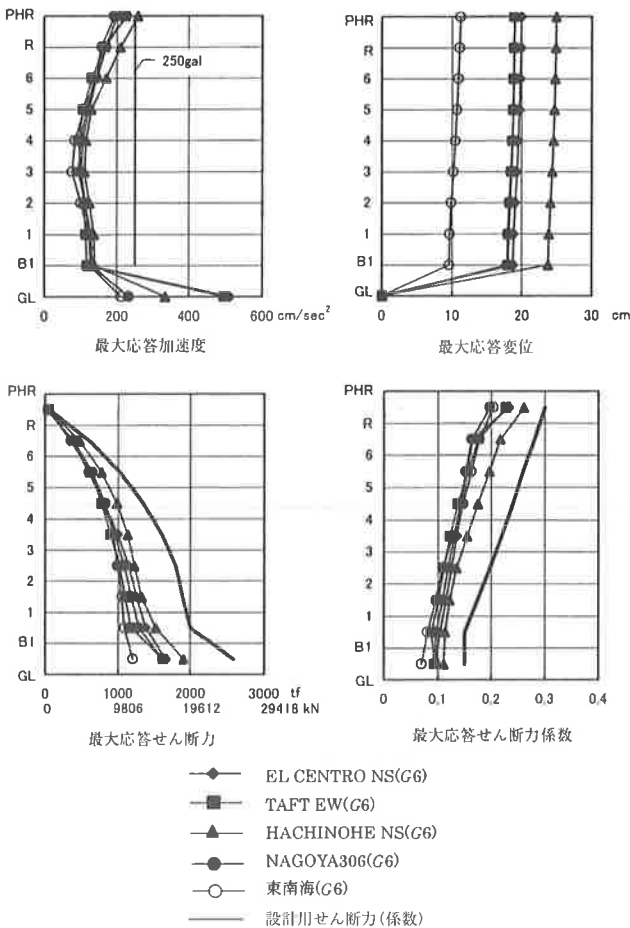 PHR
R
6
5
4
3
2
1
B1
GL
250gal
0 200 400 600 cm/sec²
最大応答加速度
PHR
R
6
5
4
3
2
1
B1
GL
0 10 20 30 cm
最大応答変位
PHR
R
6
5
4
3
2
1
B1
GL
0 1000 2000 3000 tf
0 9806 19612 29418 kN
最大応答せん断力
PHR
R
6
5
4
3
2
1
B1
GL
0 0,1 0,2 0,3 0,4
最大応答せん断力係数
EL CENTRO NS(G6)
TAFT EW(G6)
HACHINOHE NS(G6)
NAGOYA306(G6)
東南海(G6)
設計用せん断力(係数)